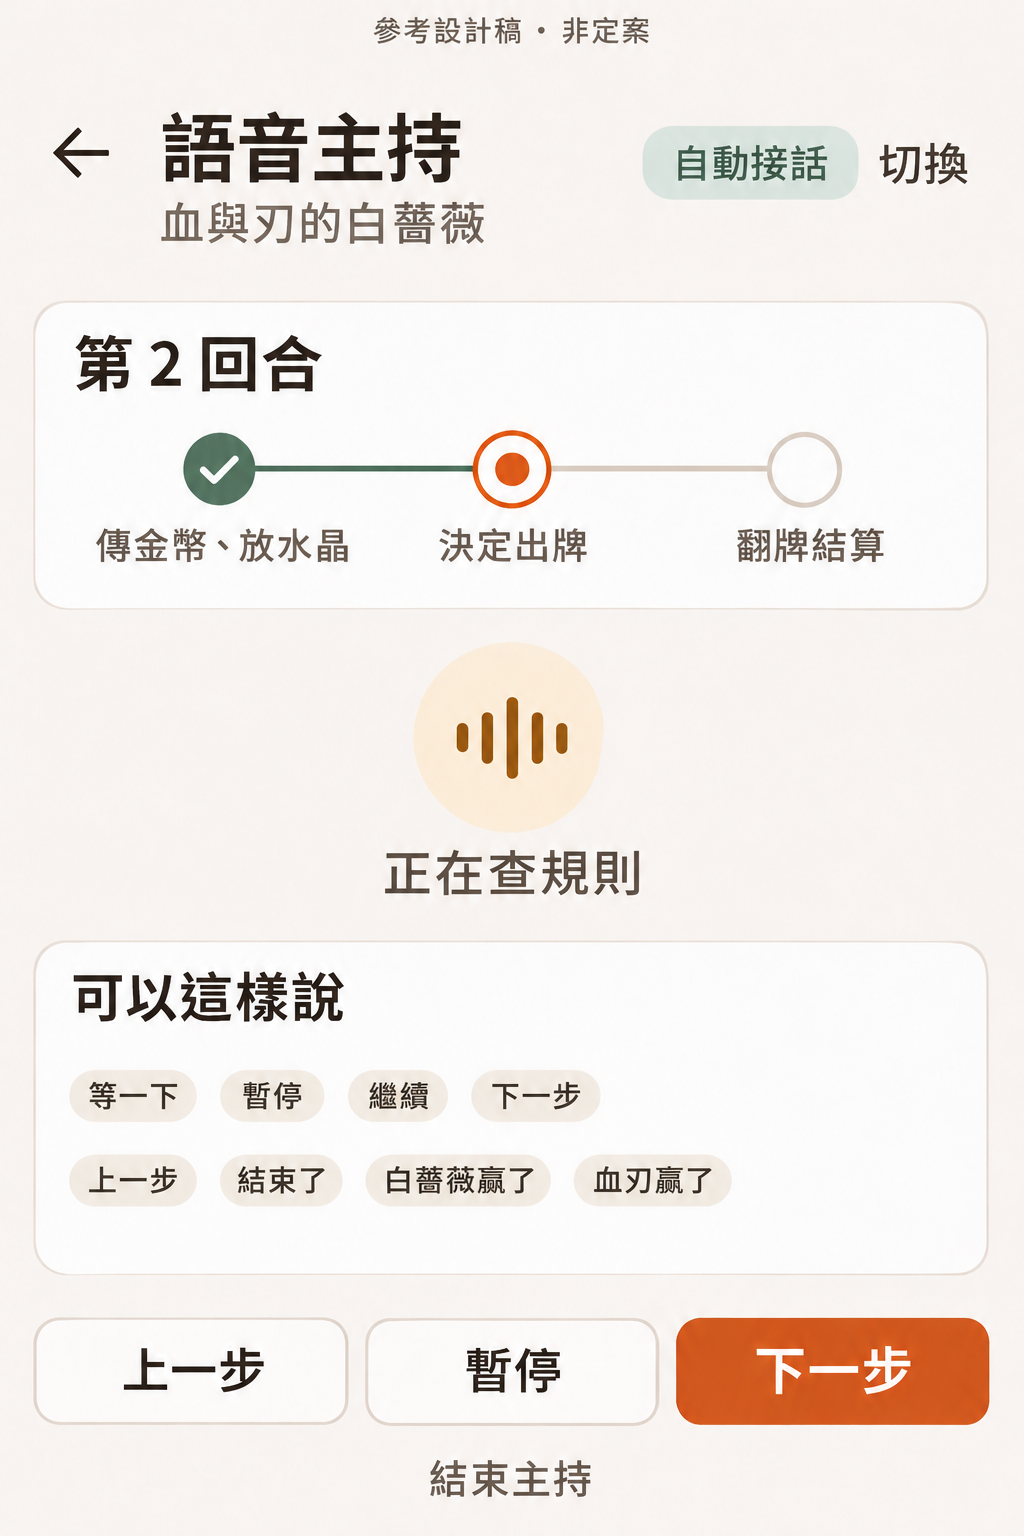 參考設計稿•非定案
語音主持
自動接話 切換
血與刃的白薔薇
第 2 回合
傳金幣、放水晶 決定出牌 翻牌結算
正在查規則
可以這樣說
等一下 暫停 繼續 下一步
上一步 結束了 白薔薇赢了 血刃赢了
上一步 暫停 下一步
結束主持